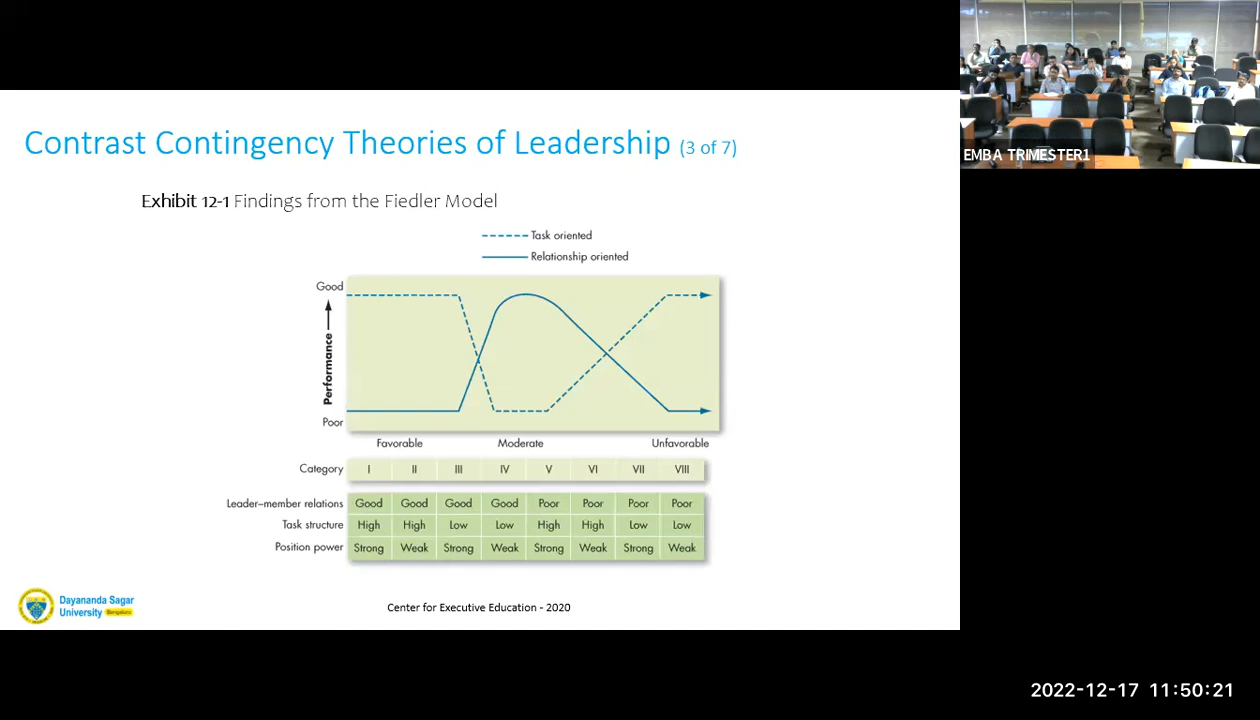 Contrast Contingency Theories of Leadership (3 of 7)
EMBA TRIMESTER1
Exhibit 12-1 Findings from the Fiedler Model
Task oriented
Relationship oriented
Good
Performance
Poor
Favorable Moderate Unfavorable
Category I II III IV V VI VII VIII
Leader–member relations Good Good Good Good Poor Poor Poor Poor
Task structure High High Low Low High High Low Low
Position power Strong Weak Strong Weak Strong Weak Strong Weak
Dayananda Sagar
University Bengaluru
Center for Executive Education - 2020
2022-12-17 11:50:21